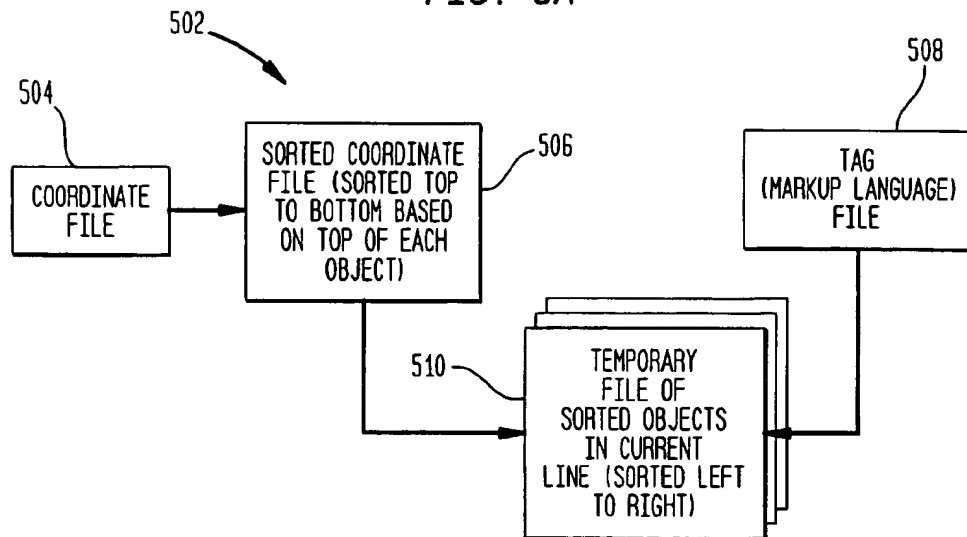 502
508
504
506
SORTED COORDINATE
FILE (SORTED TOP
TO BOTTOM BASED
ON TOP OF EACH
OBJECT)
TAG
(MARKUP LANGUAGE)
FILE
COORDINATE
FILE
510
TEMPORARY
FILE OF
SORTED OBJECTS
IN CURRENT
LINE (SORTED LEFT
TO RIGHT)